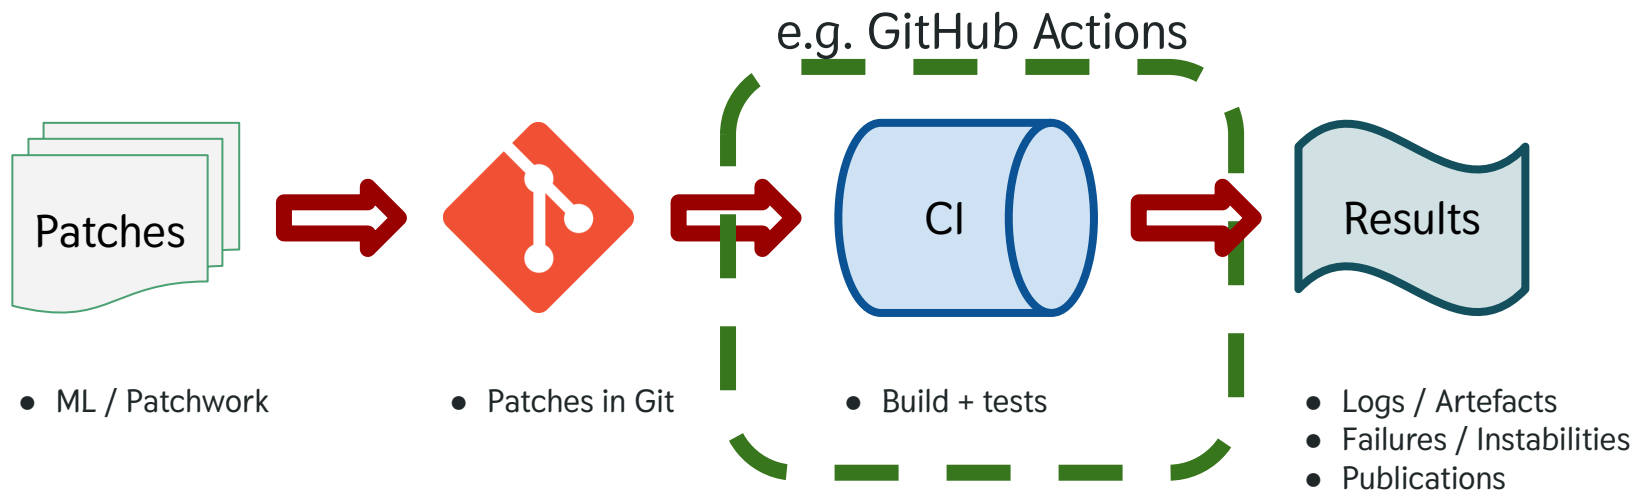 e.g. GitHub Actions
Patches
CI
Results
● ML / Patchwork
● Patches in Git
● Build + tests
● Logs / Artefacts
● Failures / Instabilities
● Publications